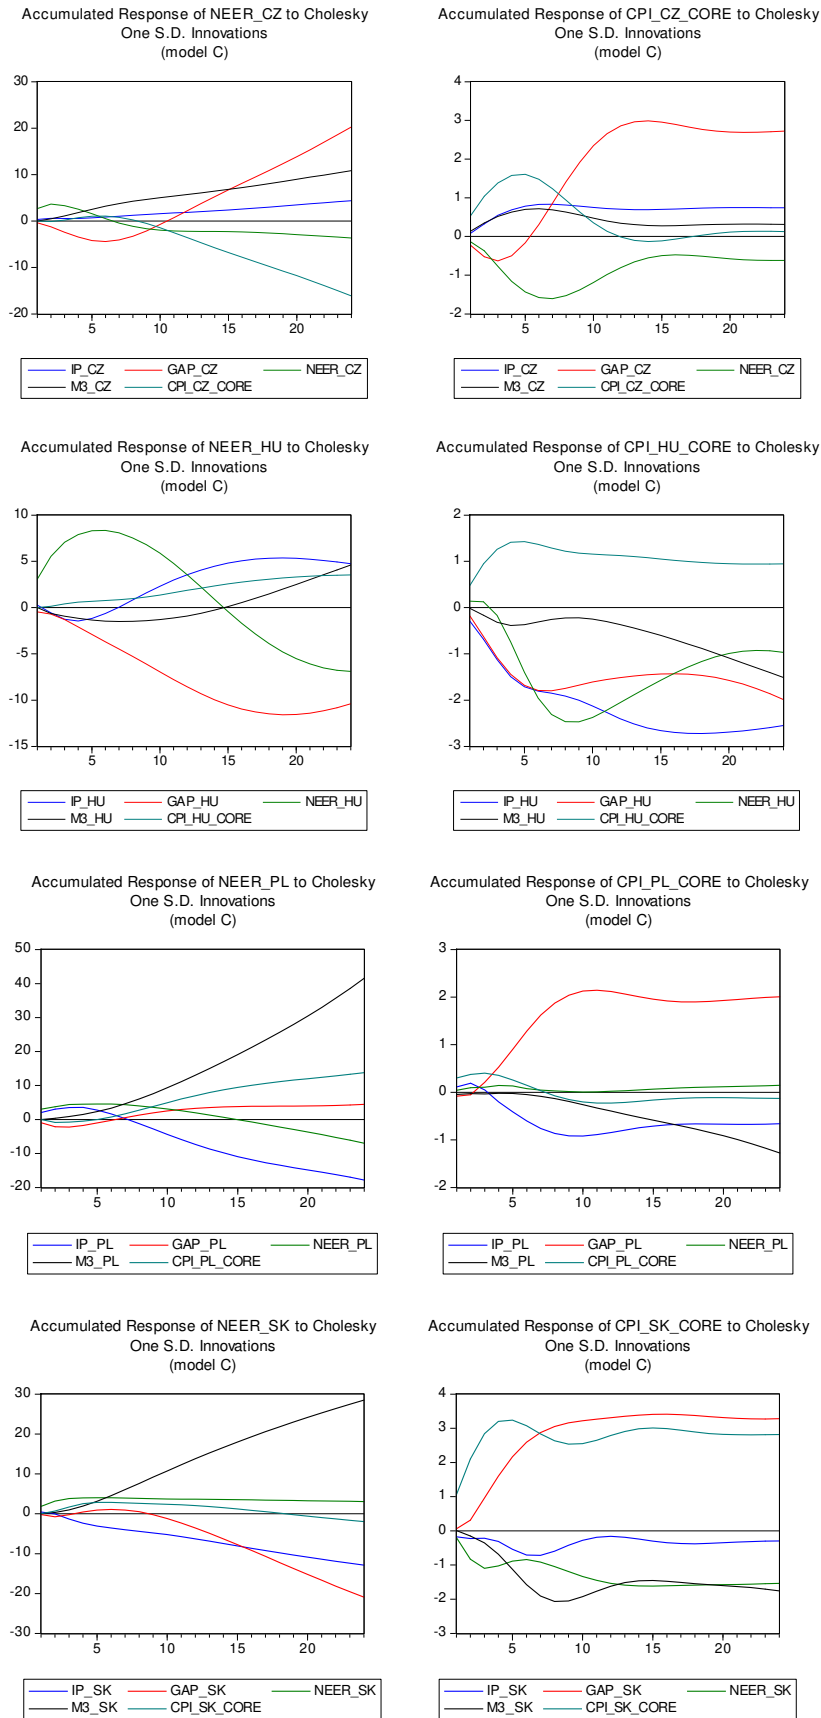 Accumulated Response of NEER_CZ to Cholesky
One S.D. Innovations
(model C)
30
20
10
0
-10
-20
5
10
15
20
IP_CZ
GAP_CZ
NEER_CZ
M3_CZ
CPI_CZ_CORE
Accumulated Response of CPI_CZ_CORE to Cholesky
One S.D. Innovations
(model C)
4
3
2
1
0
-1
-2
5
10
15
20
IP_CZ
GAP_CZ
NEER_CZ
M3_CZ
CPI_CZ_CORE
Accumulated Response of NEER_HU to Cholesky
One S.D. Innovations
(model C)
10
5
0
-5
-10
-15
5
10
15
20
IP_HU
GAP_HU
NEER_HU
M3_HU
CPI_HU_CORE
Accumulated Response of CPI_HU_CORE to Cholesky
One S.D. Innovations
(model C)
2
1
0
-1
-2
-3
5
10
15
20
IP_HU
GAP_HU
NEER_HU
M3_HU
CPI_HU_CORE
Accumulated Response of NEER_PL to Cholesky
One S.D. Innovations
(model C)
50
40
30
20
10
0
-10
-20
5
10
15
20
IP_PL
GAP_PL
NEER_PL
M3_PL
CPI_PL_CORE
Accumulated Response of CPI_PL_CORE to Cholesky
One S.D. Innovations
(model C)
3
2
1
0
-1
-2
5
10
15
20
IP_PL
GAP_PL
NEER_PL
M3_PL
CPI_PL_CORE
Accumulated Response of NEER_SK to Cholesky
One S.D. Innovations
(model C)
30
20
10
0
-10
-20
-30
5
10
15
20
IP_SK
GAP_SK
NEER_SK
M3_SK
CPI_SK_CORE
Accumulated Response of CPI_SK_CORE to Cholesky
One S.D. Innovations
(model C)
4
3
2
1
0
-1
-2
-3
5
10
15
20
IP_SK
GAP_SK
NEER_SK
M3_SK
CPI_SK_CORE